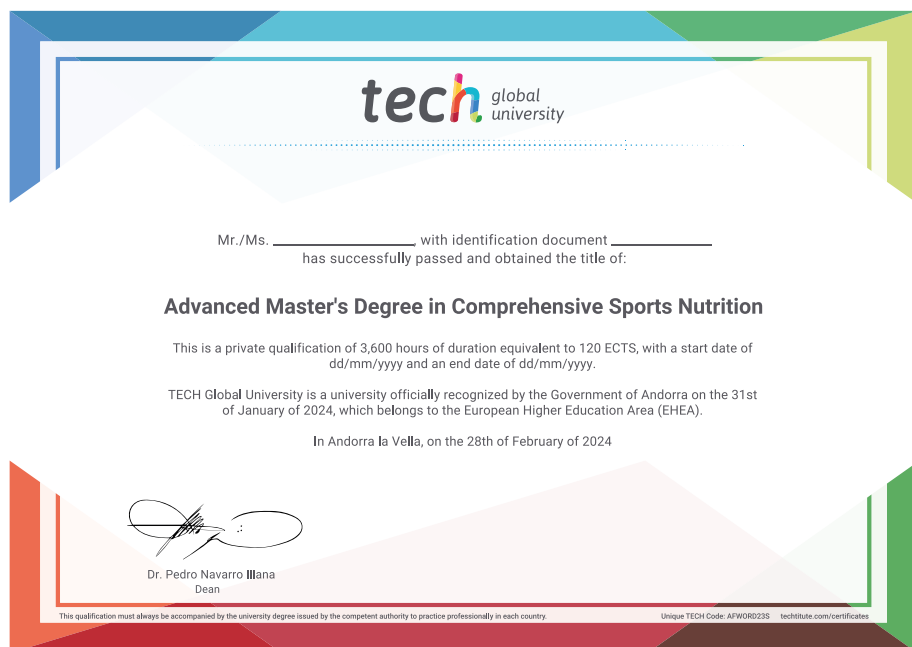 tech global
university
Mr./Ms. ____________, with identification document ____________
has successfully passed and obtained the title of:
Advanced Master's Degree in Comprehensive Sports Nutrition
This is a private qualification of 3,600 hours of duration equivalent to 120 ECTS, with a start date of
dd/mm/yyyy and an end date of dd/mm/yyyy.
TECH Global University is a university officially recognized by the Government of Andorra on the 31st
of January of 2024, which belongs to the European Higher Education Area (EHEA).
In Andorra la Vella, on the 28th of February of 2024
Dr. Pedro Navarro Illana
Dean
This qualification must always be accompanied by the university degree issued by the competent authority to practice professionally in each country.
Unique TECH Code: AFWORD23S techtitute.com/certificates